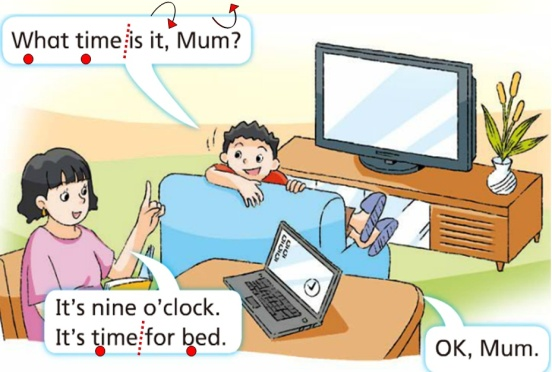 What time is it, Mum?
It's nine o'clock.
It's time for bed.
OK, Mum.